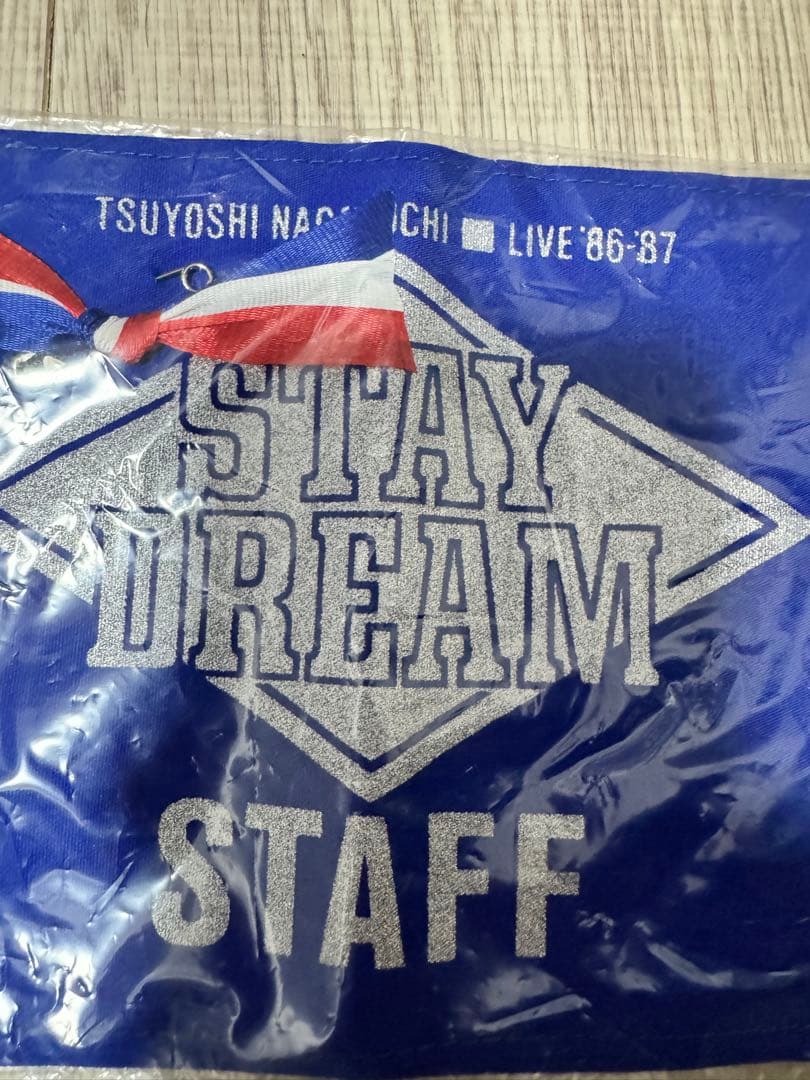 TSUYOSHI ■ LIVE '86-'87
STAY
DREAM
STAFF